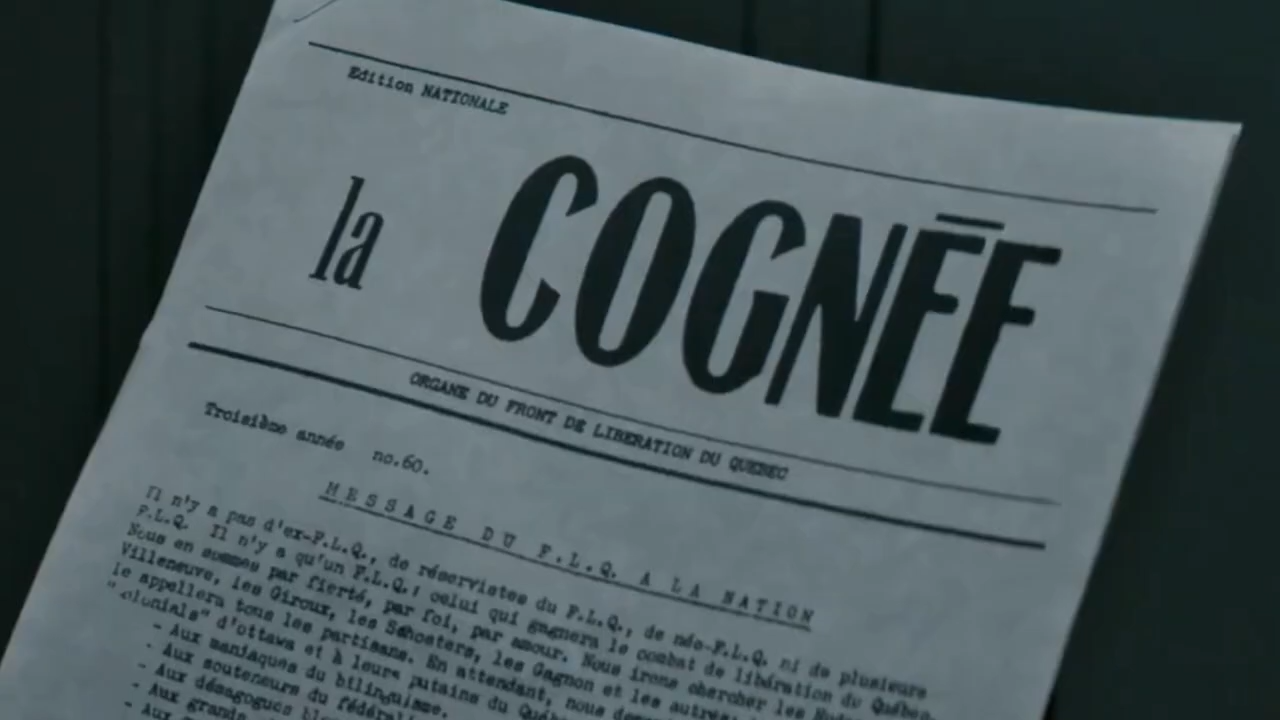 Edition NATIONALE
la COGNÉE
ORGANE DU FRONT DE LIBERATION DU QUEBEC
Troisième année no.60.
MESSAGE DU F.L.Q. A LA NATION
Il n'y a pas d'ex-F.L.Q., de réservistes du F.L.Q., de néo-F.L.Q. ni de plusieurs
F.L.Q. Il n'y a qu'un F.L.Q.; celui qui gagnera le combat de libération du Québec.
Nous en sommes par fierté, par foi, par amour. Nous irons chercher les
Villeneuve, les Giroux, les Schoeters, les Gagnon et les autres:
le appellera tous les partisans. En attendant, nous
"colonials" d'ottawa et à leurs putains du
- Aux maniaques du bilinguisme.
- Aux souteneurs du
- Aux démagogues
- Aux grands
- Aux